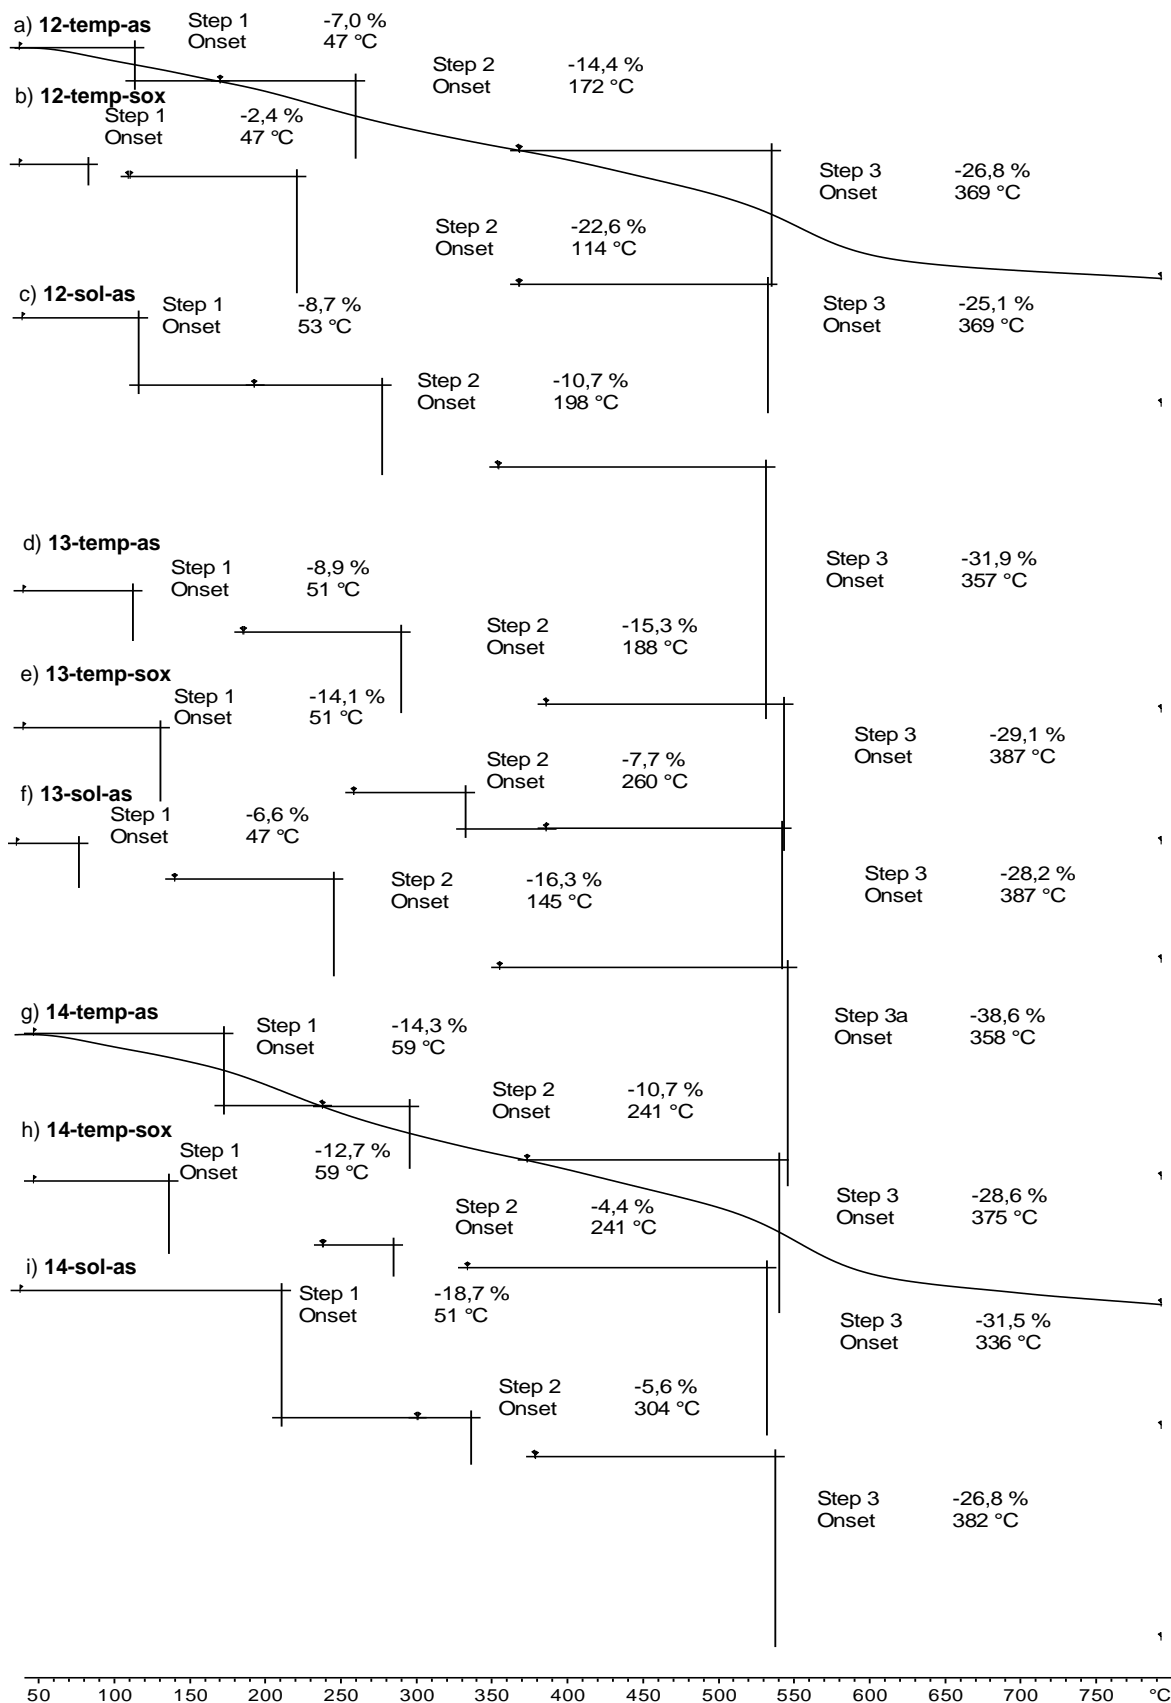 a) 12-temp-as
Step 1 -7,0 %
Onset 47 °C
Step 2 -14,4 %
Onset 172 °C
Step 3 -26,8 %
Onset 369 °C
b) 12-temp-sox
Step 1 -2,4 %
Onset 47 °C
Step 2 -22,6 %
Onset 114 °C
Step 3 -25,1 %
Onset 369 °C
c) 12-sol-as
Step 1 -8,7 %
Onset 53 °C
Step 2 -10,7 %
Onset 198 °C
Step 3 -31,9 %
Onset 357 °C
d) 13-temp-as
Step 1 -8,9 %
Onset 51 °C
Step 2 -15,3 %
Onset 188 °C
Step 3 -29,1 %
Onset 387 °C
e) 13-temp-sox
Step 1 -14,1 %
Onset 51 °C
Step 2 -7,7 %
Onset 260 °C
Step 3 -28,2 %
Onset 387 °C
f) 13-sol-as
Step 1 -6,6 %
Onset 47 °C
Step 2 -16,3 %
Onset 145 °C
Step 3a -38,6 %
Onset 358 °C
g) 14-temp-as
Step 1 -14,3 %
Onset 59 °C
Step 2 -10,7 %
Onset 241 °C
Step 3 -28,6 %
Onset 375 °C
h) 14-temp-sox
Step 1 -12,7 %
Onset 59 °C
Step 2 -4,4 %
Onset 241 °C
Step 3 -31,5 %
Onset 336 °C
i) 14-sol-as
Step 1 -18,7 %
Onset 51 °C
Step 2 -5,6 %
Onset 304 °C
Step 3 -26,8 %
Onset 382 °C
50 100 150 200 250 300 350 400 450 500 550 600 650 700 750 °C